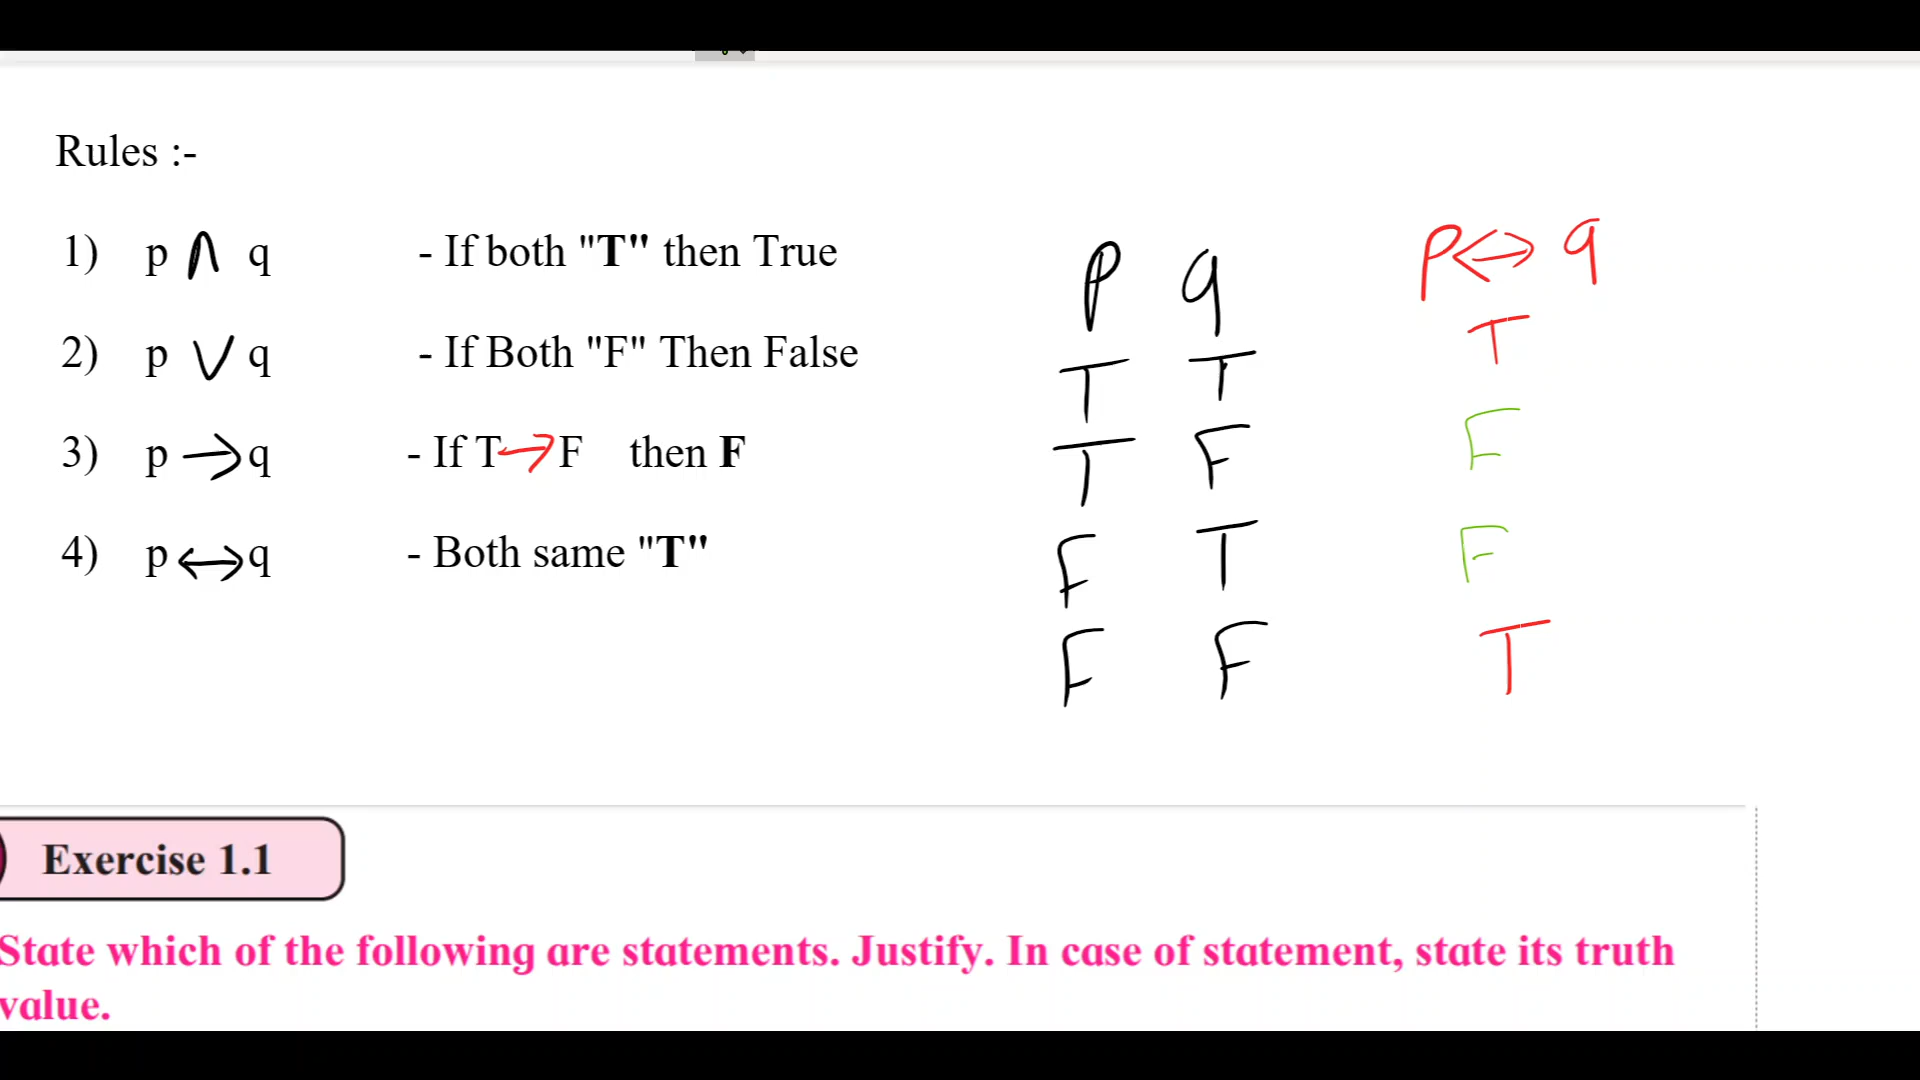 Rules :-
1) p ∧ q - If both "T" then True
2) p ∨ q - If Both "F" Then False
3) p → q - If T → F then F
4) p ↔ q - Both same "T"
p q p ↔ q
T T T
T F F
F T F
F F T
Exercise 1.1
State which of the following are statements. Justify. In case of statement, state its truth
value.